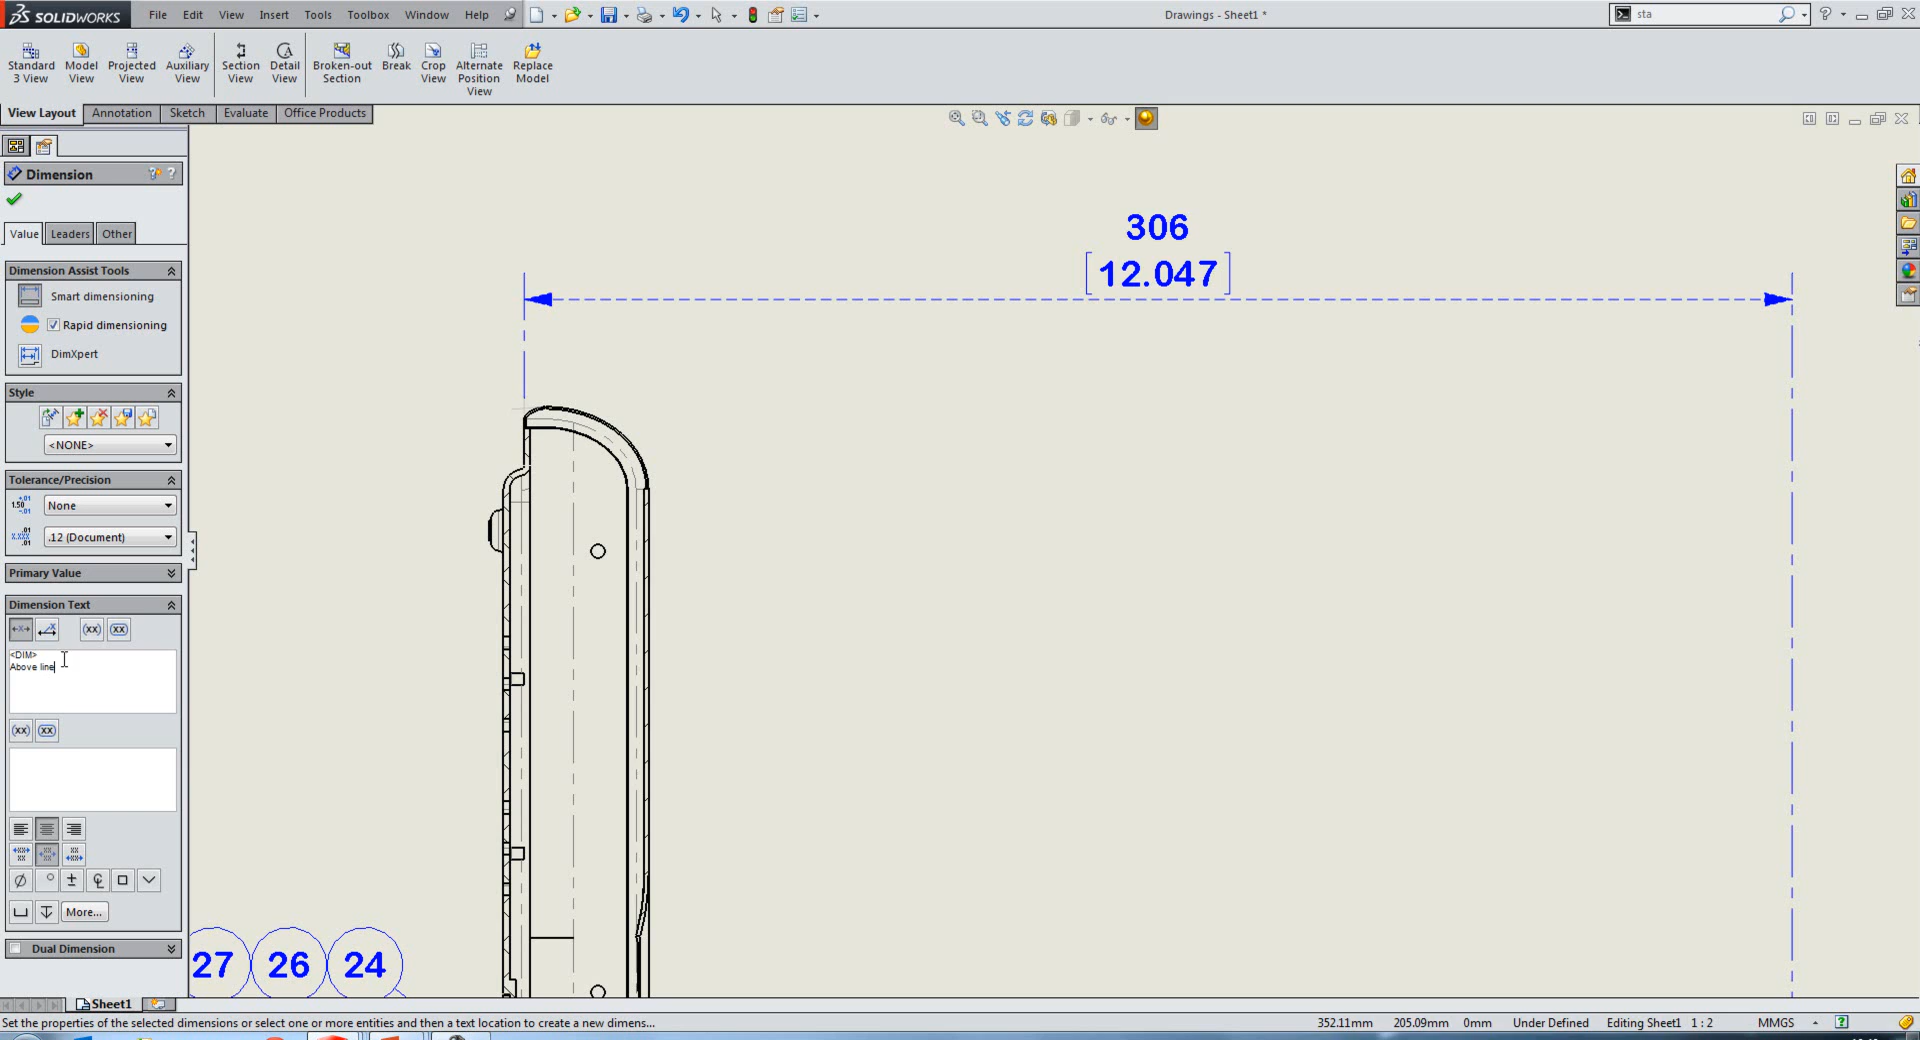 SOLIDWORKS File Edit View Insert Tools Toolbox Window Help Drawings - Sheet1 * sta
Standard 3 View
Model View
Projected View
Auxiliary View
Section View
Detail View
Broken-out Section
Break
Crop View
Alternate Position View
Replace Model
View Layout Annotation Sketch Evaluate Office Products
Dimension
Value Leaders Other
Dimension Assist Tools
Smart dimensioning
Rapid dimensioning
DimXpert
Style
<NONE>
Tolerance/Precision
None
.12 (Document)
Primary Value
Dimension Text
(xx) (xx)
<DIM>
Above line
(xx) (xx)
More...
Dual Dimension
306
[12.047]
27 26 24
Sheet1
Set the properties of the selected dimensions or select one or more entities and then a text location to create a new dimens... 352.11mm 205.09mm 0mm Under Defined Editing Sheet1 1 : 2 MMGS